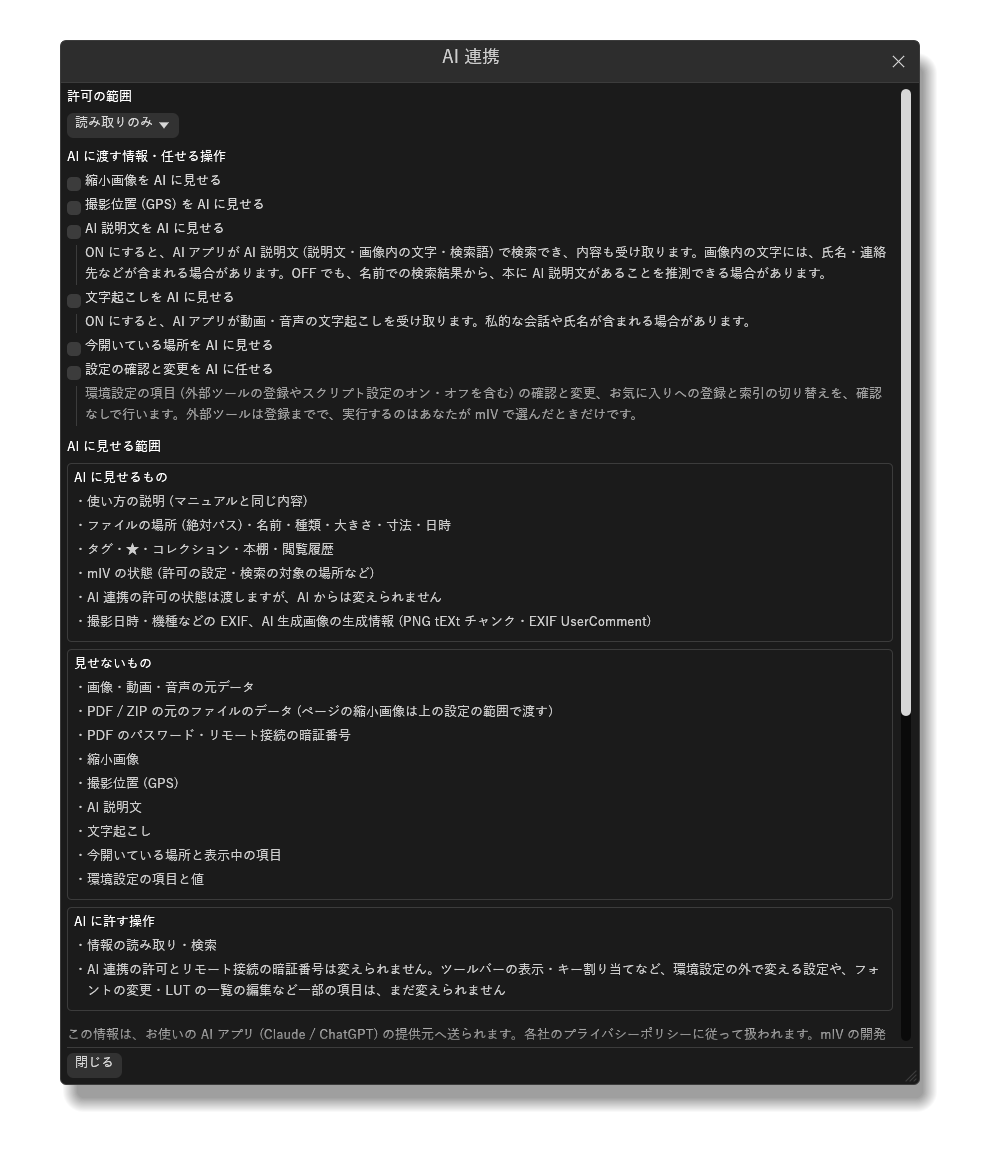 AI 連携
許可の範囲
読み取りのみ
AI に渡す情報・任せる操作
縮小画像を AI に見せる
撮影位置 (GPS) を AI に見せる
AI 説明文を AI に見せる
ON にすると、AI アプリが AI 説明文 (説明文・画像内の文字・検索語) で検索でき、内容も受け取ります。画像内の文字には、氏名・連絡
先などが含まれる場合があります。OFF でも、名前での検索結果から、本に AI 説明文があることを推測できる場合があります。
文字起こしを AI に見せる
ON にすると、AI アプリが動画・音声の文字起こしを受け取ります。私的な会話や氏名が含まれる場合があります。
今開いている場所を AI に見せる
設定の確認と変更を AI に任せる
環境設定の項目 (外部ツールの登録やスクリプト設定のオン・オフを含む) の確認と変更、お気に入りへの登録と索引の切り替えを、確認
なしで行います。外部ツールは登録までで、実行するのはあなたが mIV で選んだときだけです。
AI に見せる範囲
AI に見せるもの
・使い方の説明 (マニュアルと同じ内容)
・ファイルの場所 (絶対パス)・名前・種類・大きさ・寸法・日時
・タグ・★・コレクション・本棚・閲覧履歴
・mIV の状態 (許可の設定・検索の対象の場所など)
・AI 連携の許可の状態は渡しますが、AI からは変えられません
・撮影日時・機種などの EXIF、AI 生成画像の生成情報 (PNG tEXt チャンク・EXIF UserComment)
見せないもの
・画像・動画・音声の元データ
・PDF / ZIP の元のファイルのデータ (ページの縮小画像は上の設定の範囲で渡す)
・PDF のパスワード・リモート接続の暗証番号
・縮小画像
・撮影位置 (GPS)
・AI 説明文
・文字起こし
・今開いている場所と表示中の項目
・環境設定の項目と値
AI に許す操作
・情報の読み取り・検索
・AI 連携の許可とリモート接続の暗証番号は変えられません。ツールバーの表示・キー割り当てなど、環境設定の外で変える設定や、フォ
ントの変更・LUT の一覧の編集など一部の項目は、まだ変えられません
この情報は、お使いの AI アプリ (Claude / ChatGPT) の提供元へ送られます。各社のプライバシーポリシーに従って扱われます。mIV の開発
閉じる